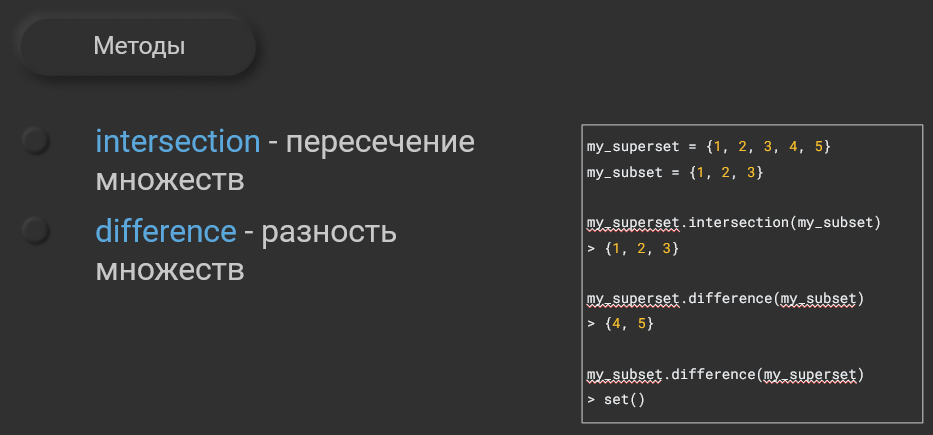 Методы
intersection - пересечение
множеств
difference - разность
множеств
my_superset = {1, 2, 3, 4, 5}
my_subset = {1, 2, 3}
my_superset.intersection(my_subset)
> {1, 2, 3}
my_superset.difference(my_subset)
> {4, 5}
my_subset.difference(my_superset)
> set()